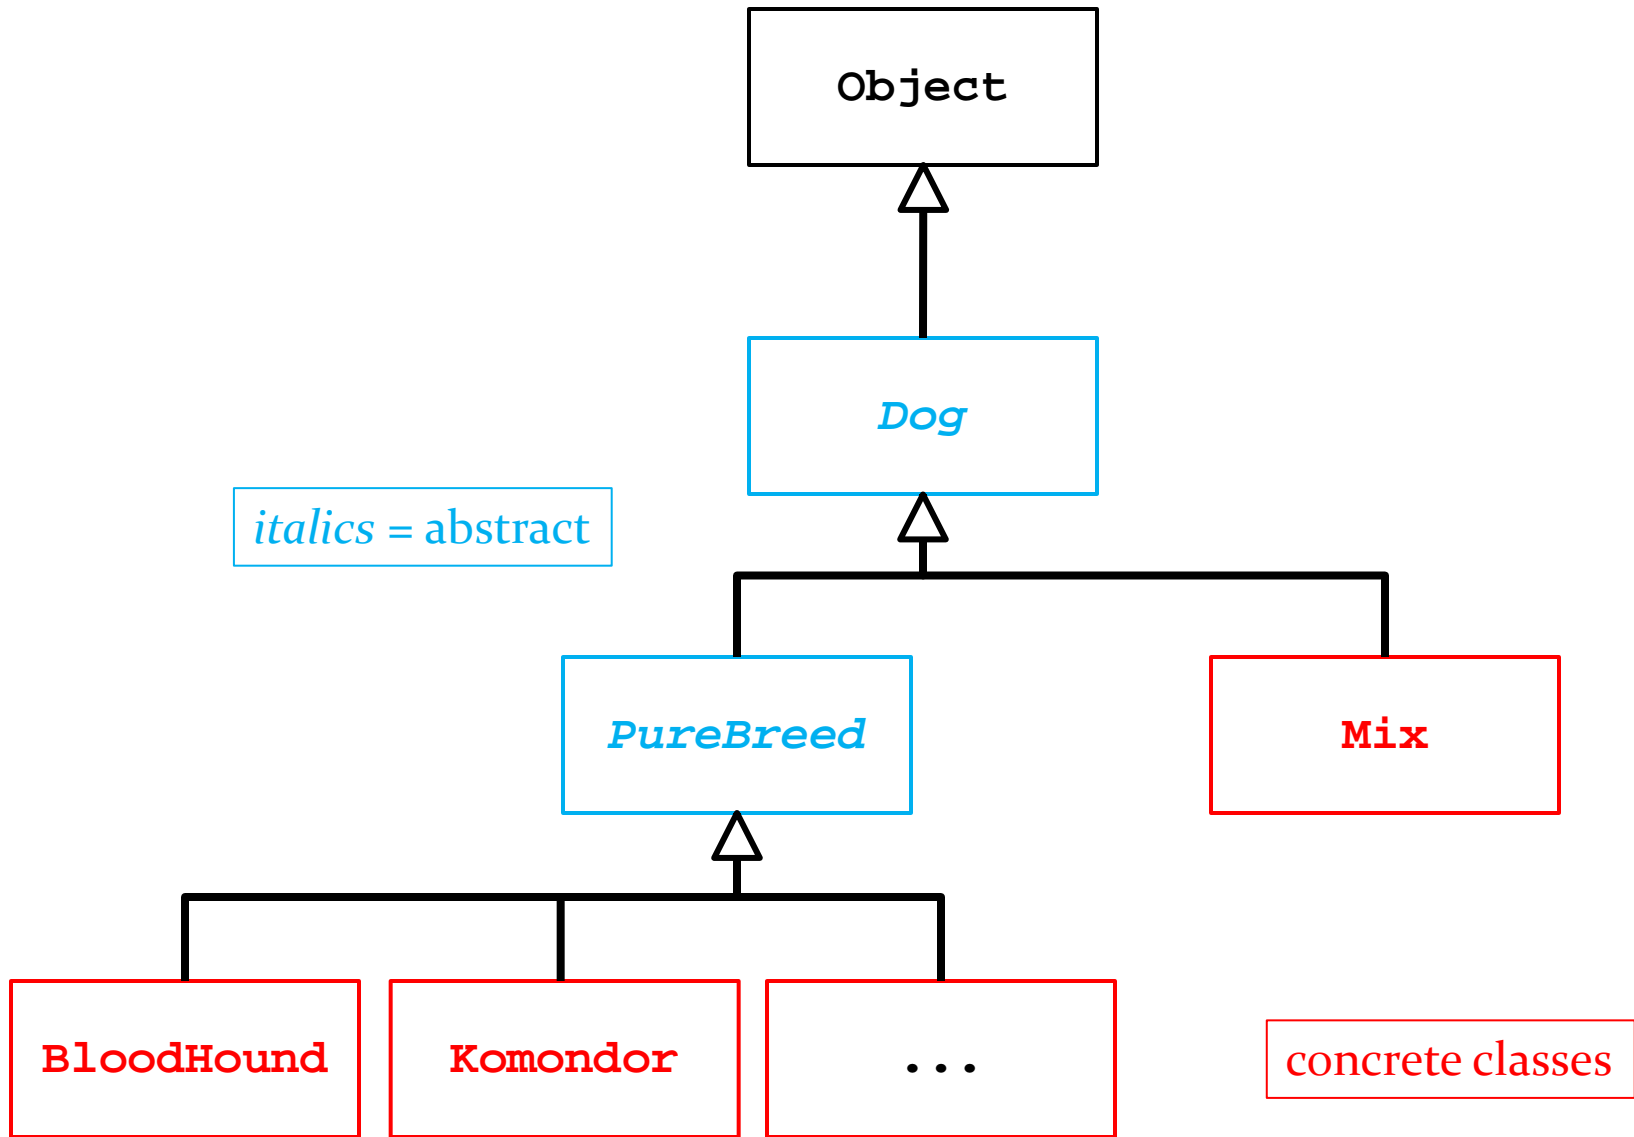 Object
Dog
italics = abstract
PureBreed
Mix
BloodHound
Komondor
...
concrete classes